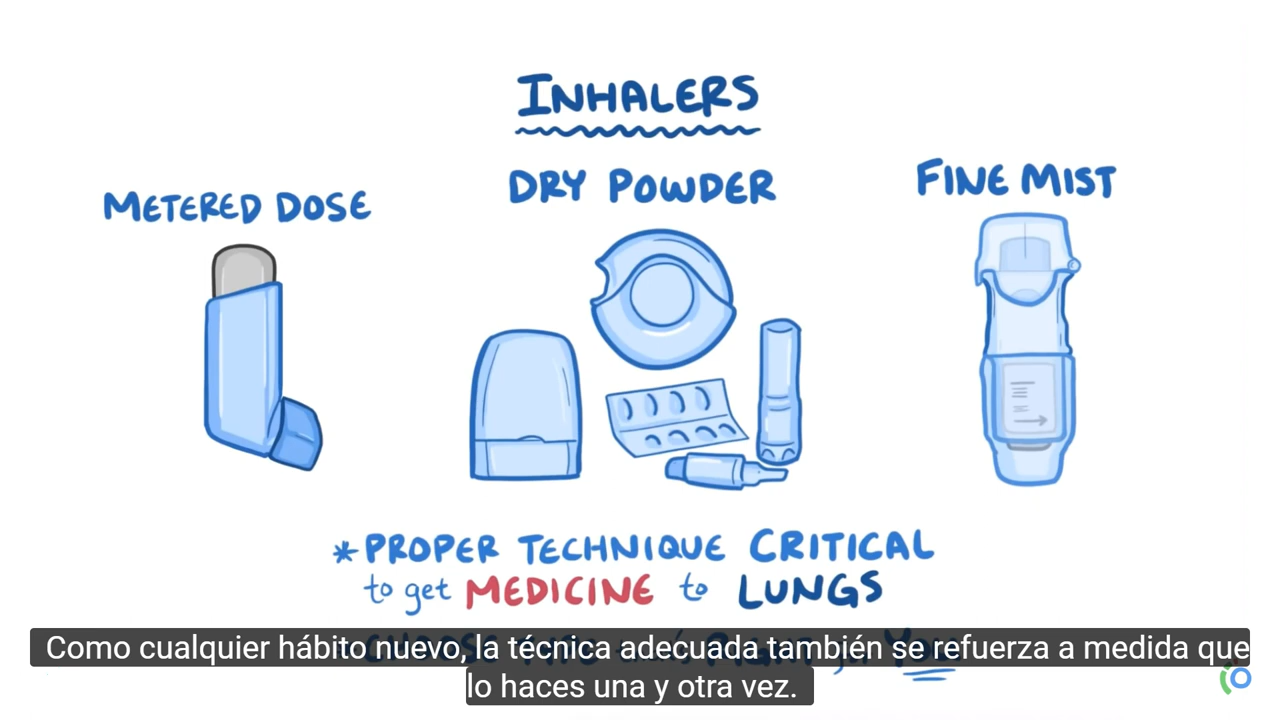 INHALERS
METERED DOSE
DRY POWDER
FINE MIST
*PROPER TECHNIQUE CRITICAL
to get MEDICINE to LUNGS
Como cualquier hábito nuevo, la técnica adecuada también se refuerza a medida que
lo haces una y otra vez.